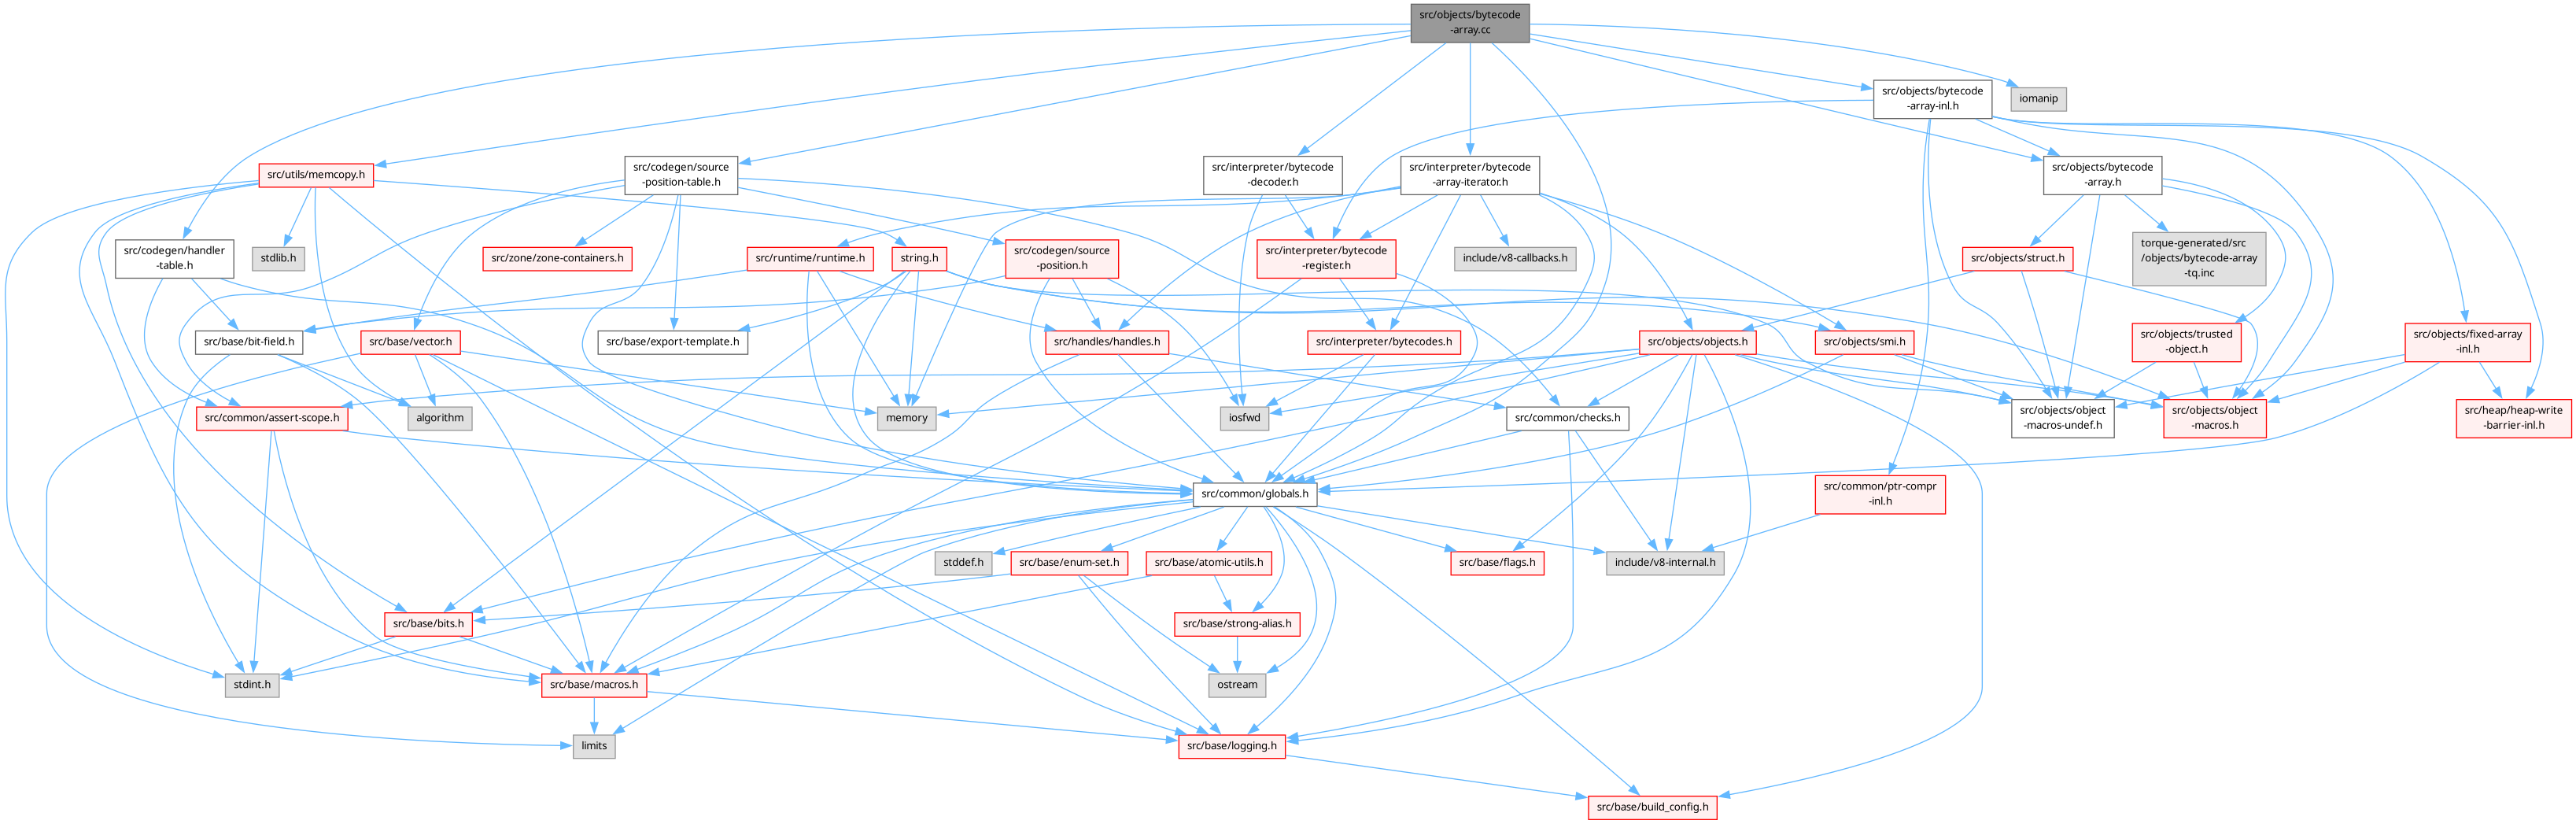 src/objects/bytecode
-array.cc
src/objects/bytecode
-array-inl.h
iomanip
src/utils/memcopy.h
src/codegen/source
-position-table.h
src/interpreter/bytecode
-decoder.h
src/interpreter/bytecode
-array-iterator.h
src/objects/bytecode
-array.h
src/codegen/handler
-table.h
stdlib.h
src/zone/zone-containers.h
src/runtime/runtime.h
string.h
src/codegen/source
-position.h
src/interpreter/bytecode
-register.h
include/v8-callbacks.h
src/objects/struct.h
torque-generated/src
/objects/bytecode-array
-tq.inc
src/base/bit-field.h
src/base/vector.h
src/base/export-template.h
src/handles/handles.h
src/interpreter/bytecodes.h
src/objects/objects.h
src/objects/smi.h
src/objects/trusted
-object.h
src/objects/fixed-array
-inl.h
src/common/assert-scope.h
algorithm
memory
iosfwd
src/common/checks.h
src/objects/object
-macros-undef.h
src/objects/object
-macros.h
src/heap/heap-write
-barrier-inl.h
src/common/globals.h
src/common/ptr-compr
-inl.h
stddef.h
src/base/enum-set.h
src/base/atomic-utils.h
src/base/flags.h
include/v8-internal.h
src/base/bits.h
src/base/strong-alias.h
stdint.h
src/base/macros.h
ostream
limits
src/base/logging.h
src/base/build_config.h